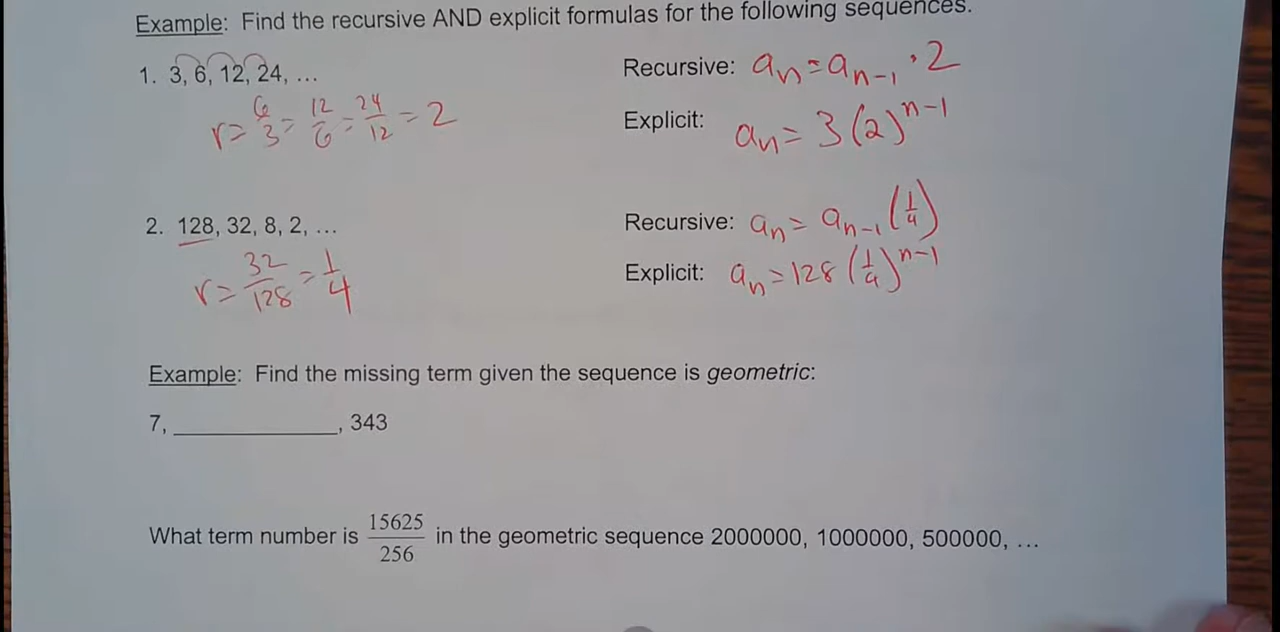 Example: Find the recursive AND explicit formulas for the following sequences.
1. 3, 6, 12, 24, …
Recursive: aₙ = aₙ₋₁ · 2
r = 6/3 = 12/6 = 24/12 = 2
Explicit: aₙ = 3(2)ⁿ⁻¹
2. 128, 32, 8, 2, …
Recursive: aₙ = aₙ₋₁(1/4)
r = 32/128 = 1/4
Explicit: aₙ = 128(1/4)ⁿ⁻¹
Example: Find the missing term given the sequence is geometric:
7, ______________, 343
What term number is 15625/256 in the geometric sequence 2000000, 1000000, 500000, …